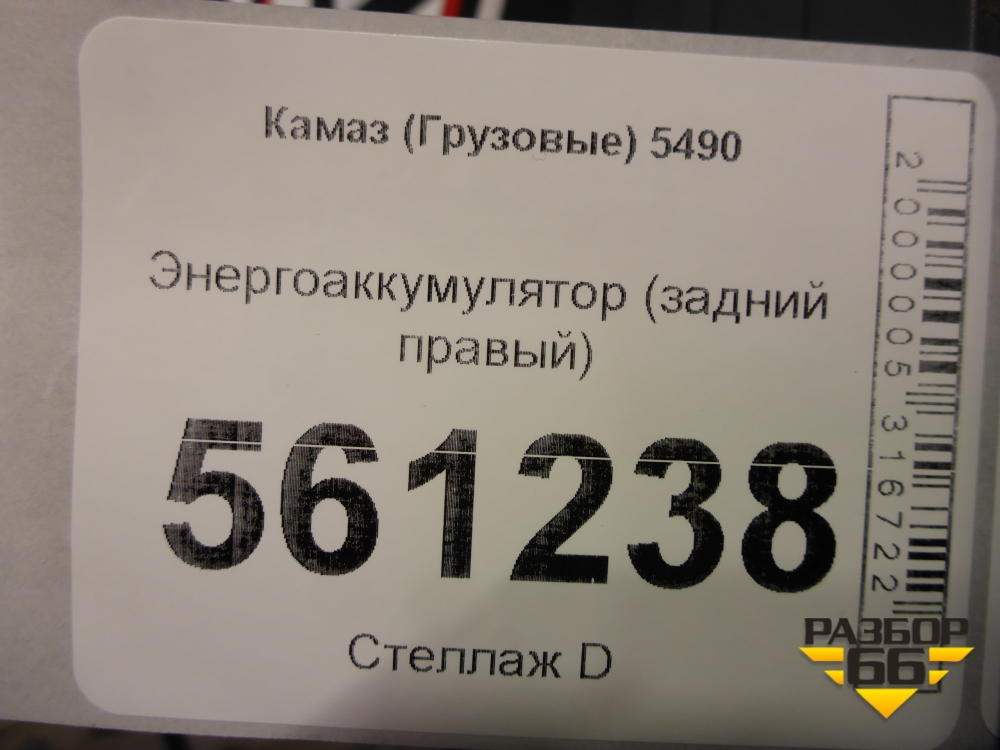 Камаз (Грузовые) 5490
Энергоаккумулятор (задний
правый)
561238
Стеллаж D
2000005316722
РАЗБОР
66